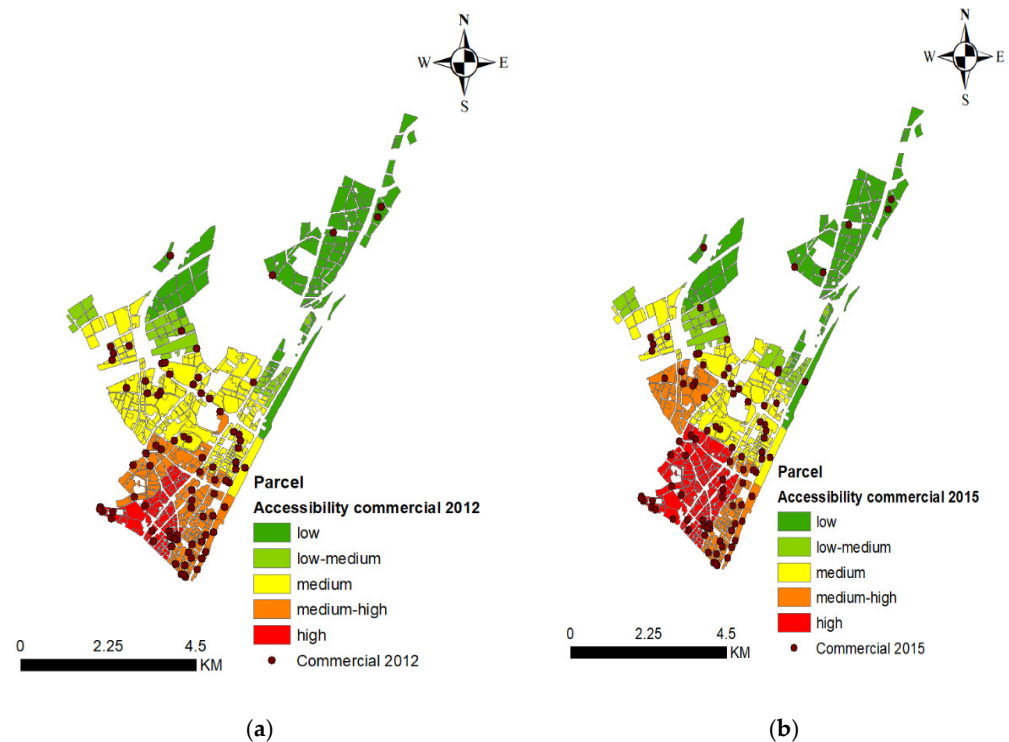 N
W E
S
Parcel
Accessibility commercial 2012
low
low-medium
medium
medium-high
high
Commercial 2012
0 2.25 4.5
KM
(a)
N
W E
S
Parcel
Accessibility commercial 2015
low
low-medium
medium
medium-high
high
Commercial 2015
0 2.25 4.5
KM
(b)